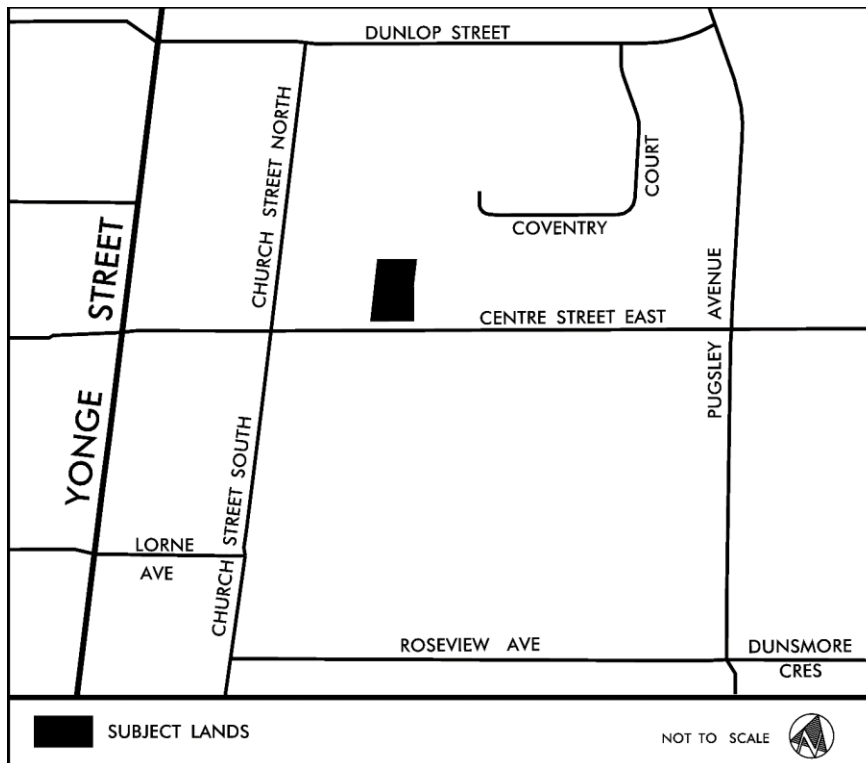 DUNLOP STREET
CHURCH STREET NORTH
COURT
COVENTRY
YONGE STREET
PUGSLEY AVENUE
CENTRE STREET EAST
CHURCH STREET SOUTH
LORNE
AVE
ROSEVIEW AVE
DUNSMORE
CRES
SUBJECT LANDS
NOT TO SCALE